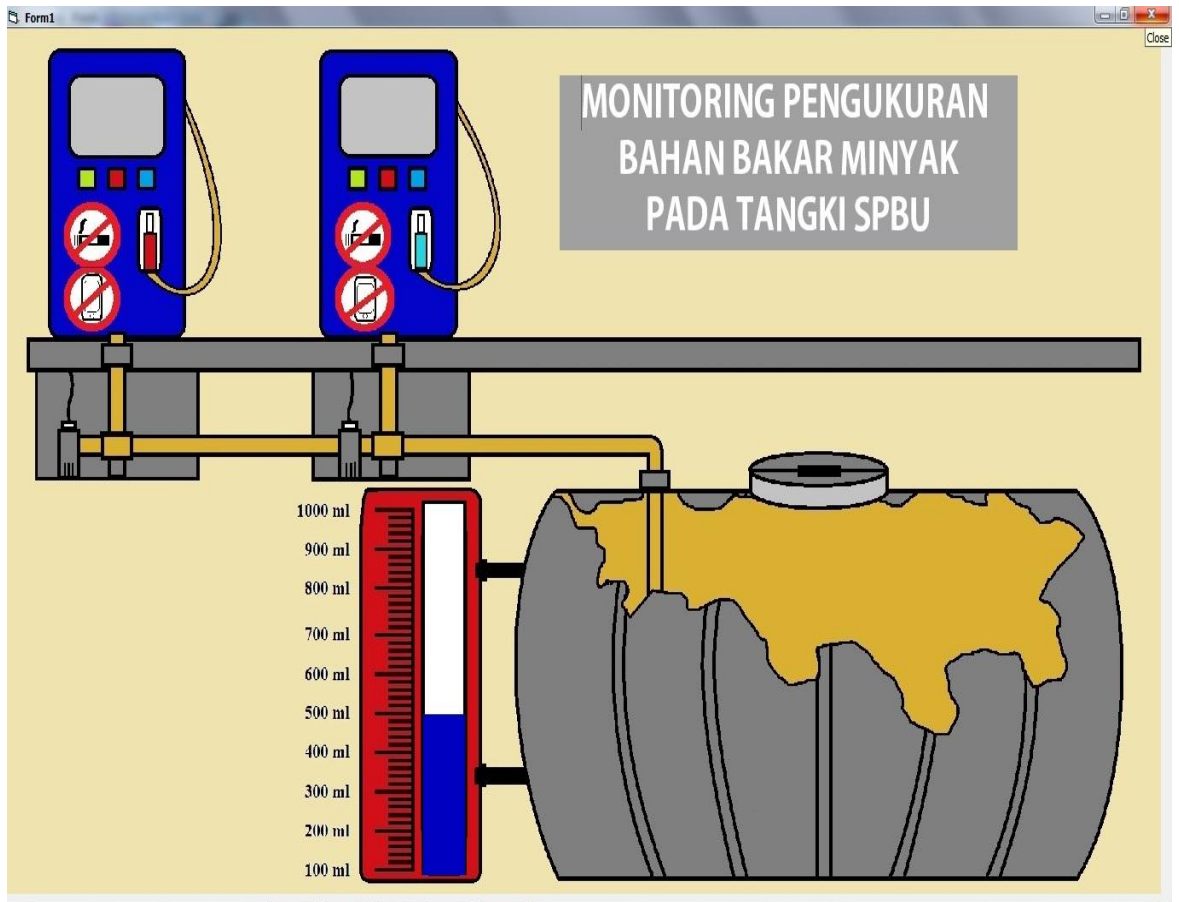 Form1
Close
MONITORING PENGUKURAN
BAHAN BAKAR MINYAK
PADA TANGKI SPBU
1000 ml
900 ml
800 ml
700 ml
600 ml
500 ml
400 ml
300 ml
200 ml
100 ml